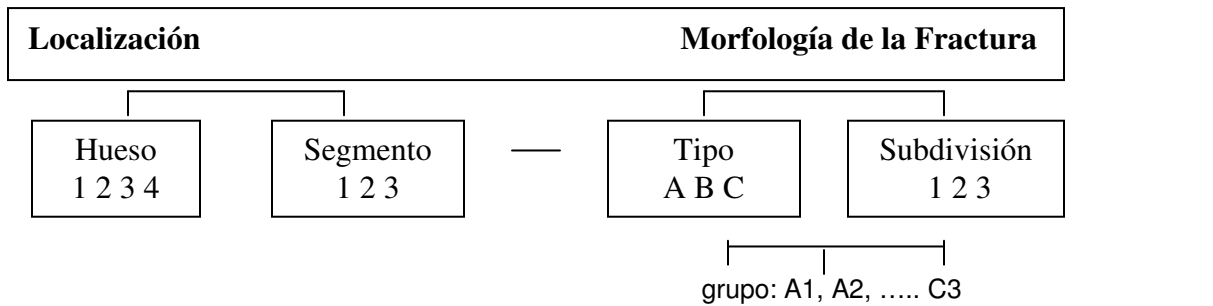 Localización Morfología de la Fractura
Hueso Segmento — Tipo Subdivisión
1 2 3 4 1 2 3 A B C 1 2 3
grupo: A1, A2, ….. C3